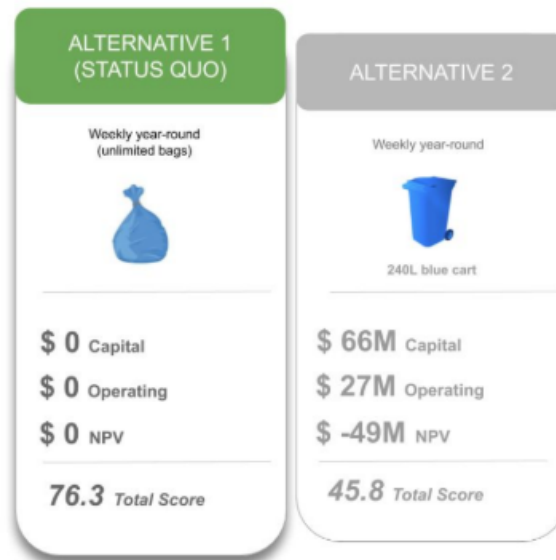 ALTERNATIVE 1
(STATUS QUO)
Weekly year-round
(unlimited bags)
$ 0 Capital
$ 0 Operating
$ 0 NPV
76.3 Total Score
ALTERNATIVE 2
Weekly year-round
240L blue cart
$ 66M Capital
$ 27M Operating
$ -49M NPV
45.8 Total Score